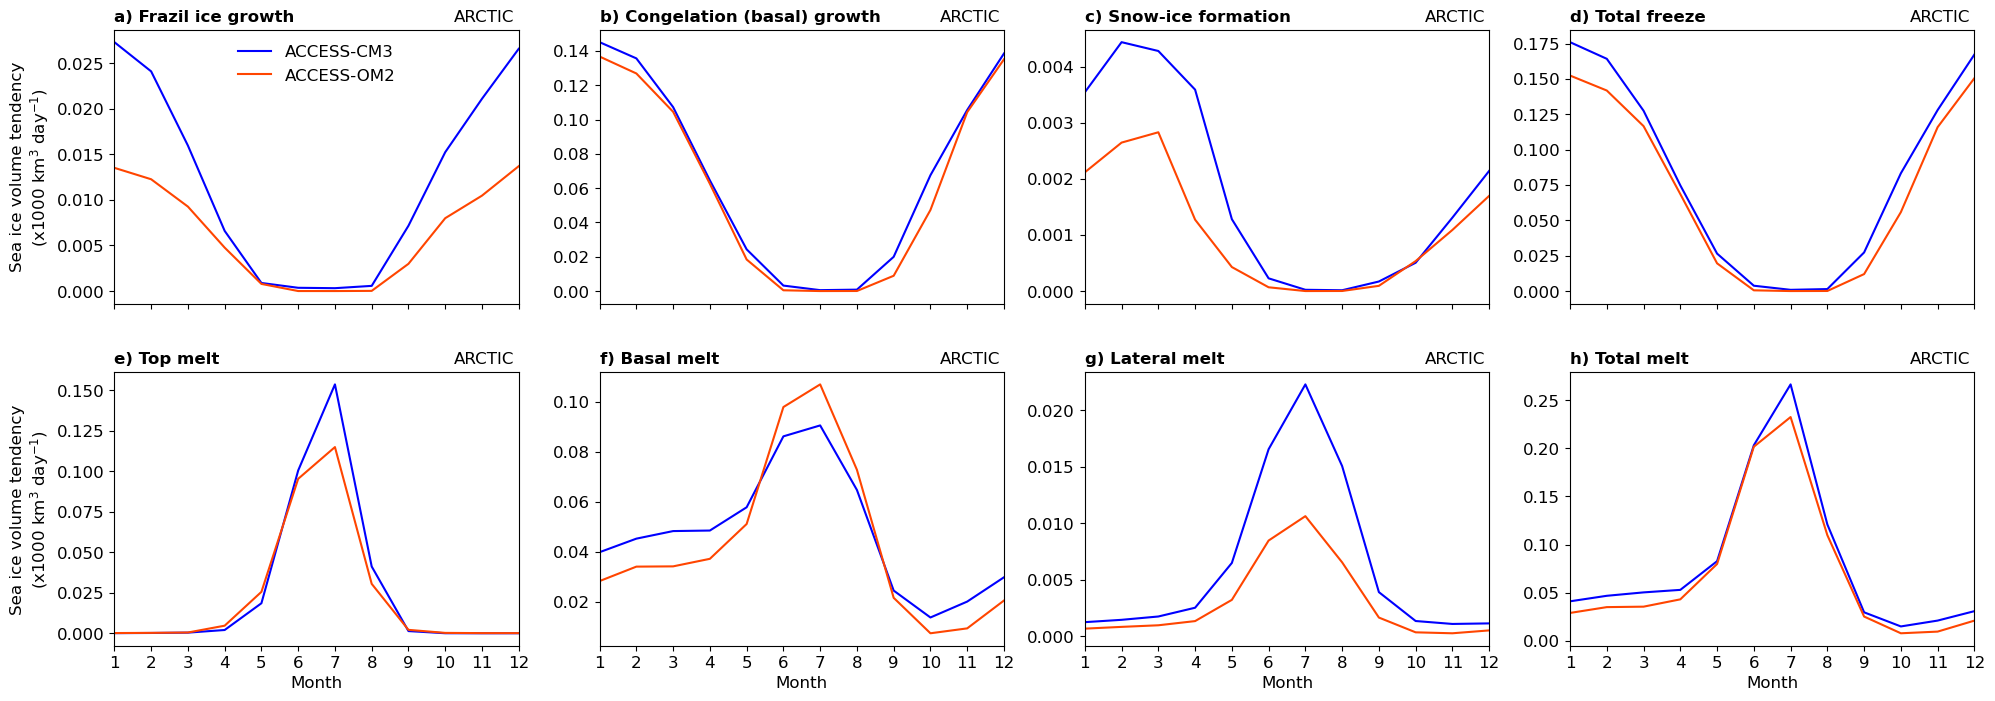 a) Frazil ice growth ARCTIC
b) Congelation (basal) growth ARCTIC
c) Snow-ice formation ARCTIC
d) Total freeze ARCTIC
ACCESS-CM3
ACCESS-OM2
Sea ice volume tendency
(x1000 km³ day⁻¹)
0.025
0.020
0.015
0.010
0.005
0.000
0.14
0.12
0.10
0.08
0.06
0.04
0.02
0.00
0.004
0.003
0.002
0.001
0.000
0.175
0.150
0.125
0.100
0.075
0.050
0.025
0.000
e) Top melt ARCTIC
f) Basal melt ARCTIC
g) Lateral melt ARCTIC
h) Total melt ARCTIC
Sea ice volume tendency
(x1000 km³ day⁻¹)
0.150
0.125
0.100
0.075
0.050
0.025
0.000
0.10
0.08
0.06
0.04
0.02
0.020
0.015
0.010
0.005
0.000
0.25
0.20
0.15
0.10
0.05
0.00
1 2 3 4 5 6 7 8 9 10 11 12
1 2 3 4 5 6 7 8 9 10 11 12
1 2 3 4 5 6 7 8 9 10 11 12
1 2 3 4 5 6 7 8 9 10 11 12
Month
Month
Month
Month